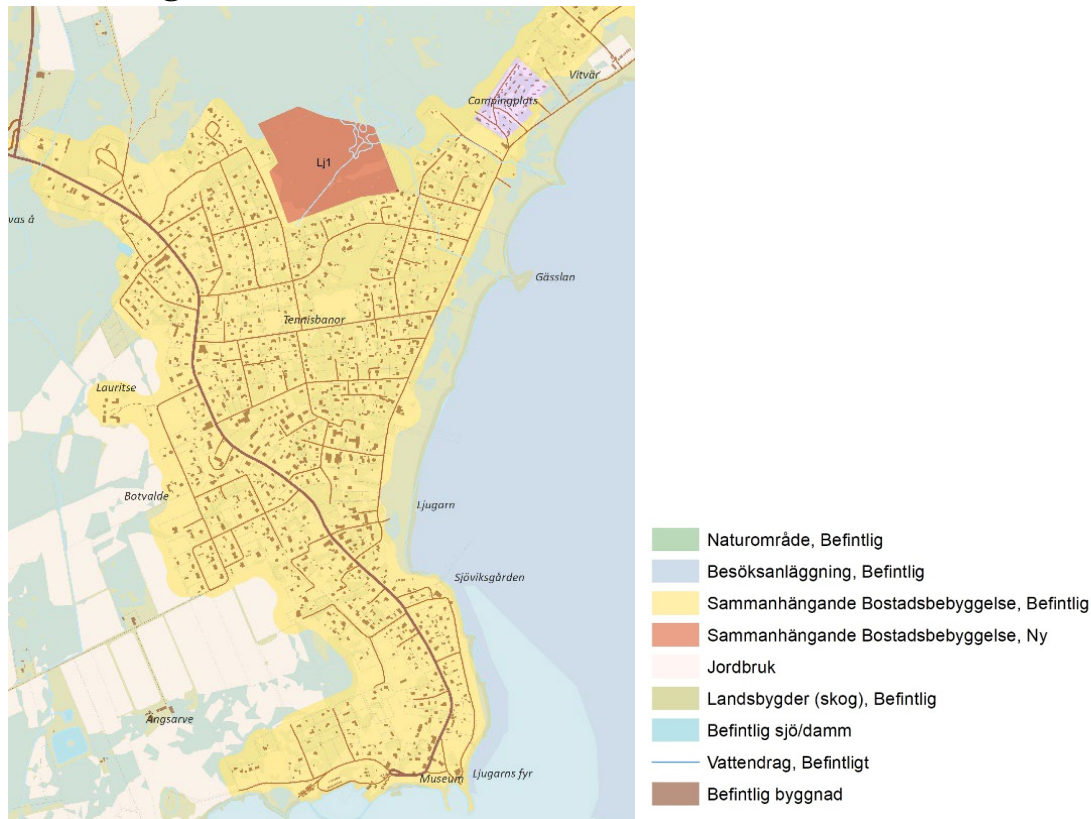 Vitvär
Campingplats
Lj1
vas å
Gässlan
Tennisbanor
Lauritse
Botvalde
Ljugarn
Sjöviksgården
Ängsarve
Museum
Ljugarns fyr
Naturområde, Befintlig
Besöksanläggning, Befintlig
Sammanhängande Bostadsbebyggelse, Befintlig
Sammanhängande Bostadsbebyggelse, Ny
Jordbruk
Landsbygder (skog), Befintlig
Befintlig sjö/damm
Vattendrag, Befintligt
Befintlig byggnad